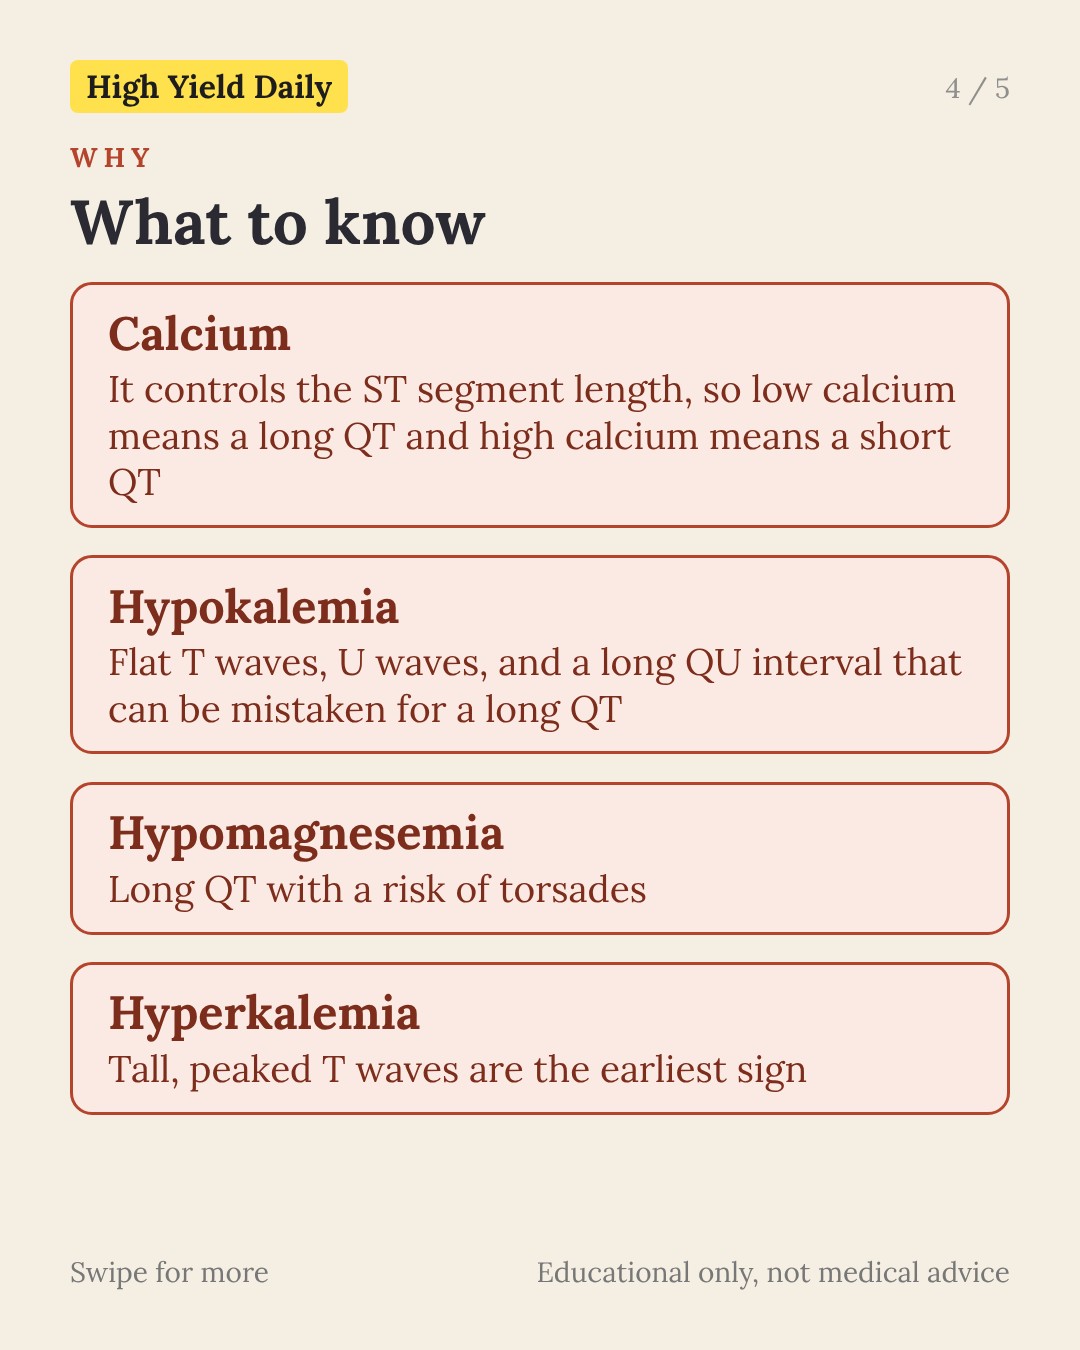 High Yield Daily
4 / 5
WHY
What to know
Calcium
It controls the ST segment length, so low calcium
means a long QT and high calcium means a short
QT
Hypokalemia
Flat T waves, U waves, and a long QU interval that
can be mistaken for a long QT
Hypomagnesemia
Long QT with a risk of torsades
Hyperkalemia
Tall, peaked T waves are the earliest sign
Swipe for more
Educational only, not medical advice